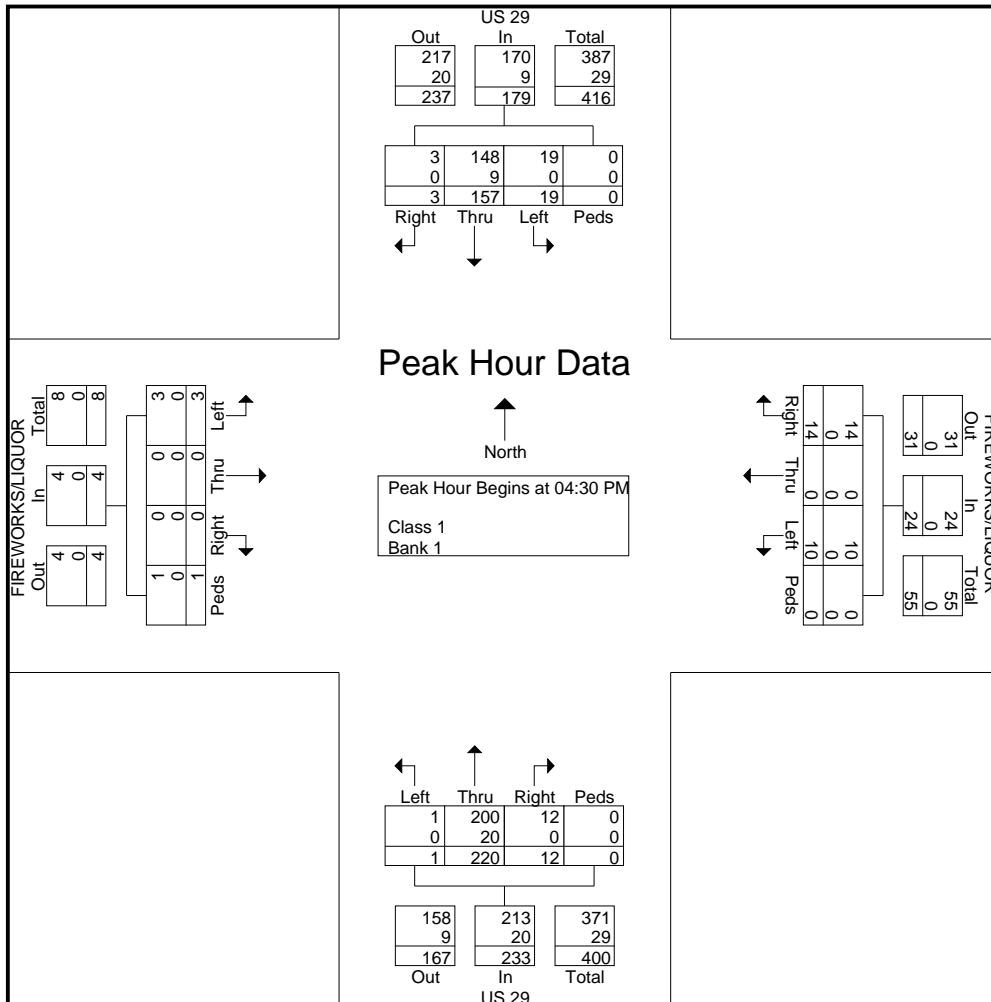 US 29
Out In Total
217 170 387
20 9 29
237 179 416
3 148 19 0
0 9 0 0
3 157 19 0
Right Thru Left Peds
Peak Hour Data
North
Peak Hour Begins at 04:30 PM
Class 1
Bank 1
FIREWORKS/LIQUOR
Out In Total
4 4 8
0 0 0
4 4 8
1 0 0 3
0 0 0 0
1 0 0 3
Peds Right Thru Left
FIREWORKS/LIQUOR
Out In Total
31 24 55
0 0 0
31 24 55
14 0 10 0
0 0 0 0
14 0 10 0
Right Thru Left Peds
Left Thru Right Peds
1 200 12 0
0 20 0 0
1 220 12 0
158 213 371
9 20 29
167 233 400
Out In Total
US 29